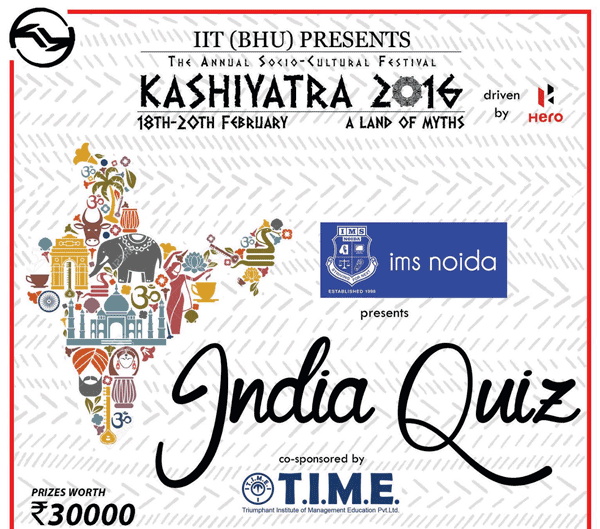 IIT (BHU) PRESENTS
THE ANNUAL SOCIO-CULTURAL FESTIVAL
KASHIYATRA 2016
18TH-20TH FEBRUARY A LAND OF MYTHS
driven
by
Hero
IMS
NOIDA
ESTABLISHED 1990
ims noida
presents
India Quiz
co-sponsored by
T.I.M.E.
T.I.M.E.
Triumphant Institute of Management Education Pvt.Ltd.
PRIZES WORTH
₹30000
ॐ
ॐ
ॐ
ॐ